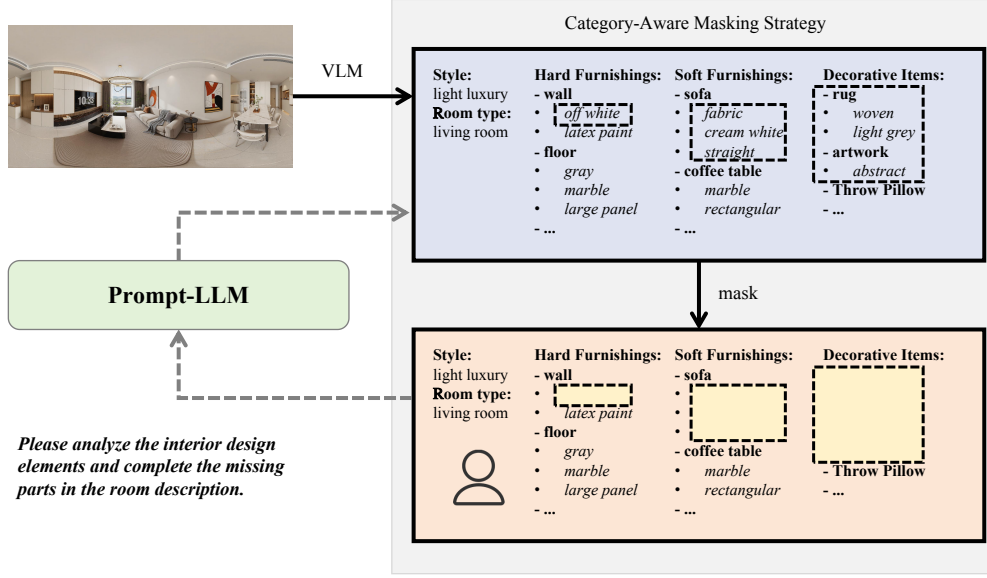 Category-Aware Masking Strategy
VLM
Style:
light luxury
Room type:
living room
Hard Furnishings:
- wall
• off white
• latex paint
- floor
• gray
• marble
• large panel
- ...
Soft Furnishings:
- sofa
• fabric
• cream white
• straight
- coffee table
• marble
• rectangular
- ...
Decorative Items:
- rug
• woven
• light grey
- artwork
• abstract
- Throw Pillow
- ...
mask
Prompt-LLM
Style:
light luxury
Room type:
living room
Hard Furnishings:
- wall
•
• latex paint
- floor
• gray
• marble
• large panel
- ...
Soft Furnishings:
- sofa
•
•
•
- coffee table
• marble
• rectangular
- ...
Decorative Items:
- Throw Pillow
- ...
Please analyze the interior design
elements and complete the missing
parts in the room description.